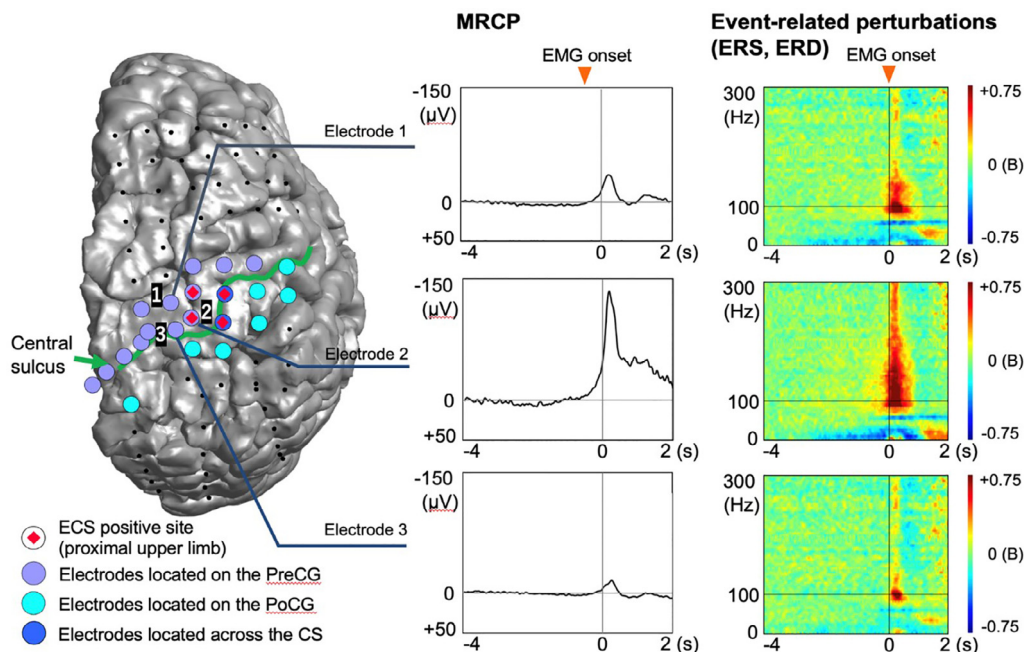 MRCP
Event-related perturbations
(ERS, ERD)
EMG onset
EMG onset
Electrode 1
Electrode 2
Electrode 3
1
2
3
Central
sulcus
ECS positive site
(proximal upper limb)
Electrodes located on the PreCG
Electrodes located on the PoCG
Electrodes located across the CS
-150
(μV)
0
+50
-4
0
2 (s)
300
(Hz)
100
0
-4
0
2 (s)
+0.75
0 (B)
-0.75
-150
(μV)
0
+50
-4
0
2 (s)
300
(Hz)
100
0
-4
0
2 (s)
+0.75
0 (B)
-0.75
-150
(μV)
0
+50
-4
0
2 (s)
300
(Hz)
100
0
-4
0
2 (s)
+0.75
0 (B)
-0.75